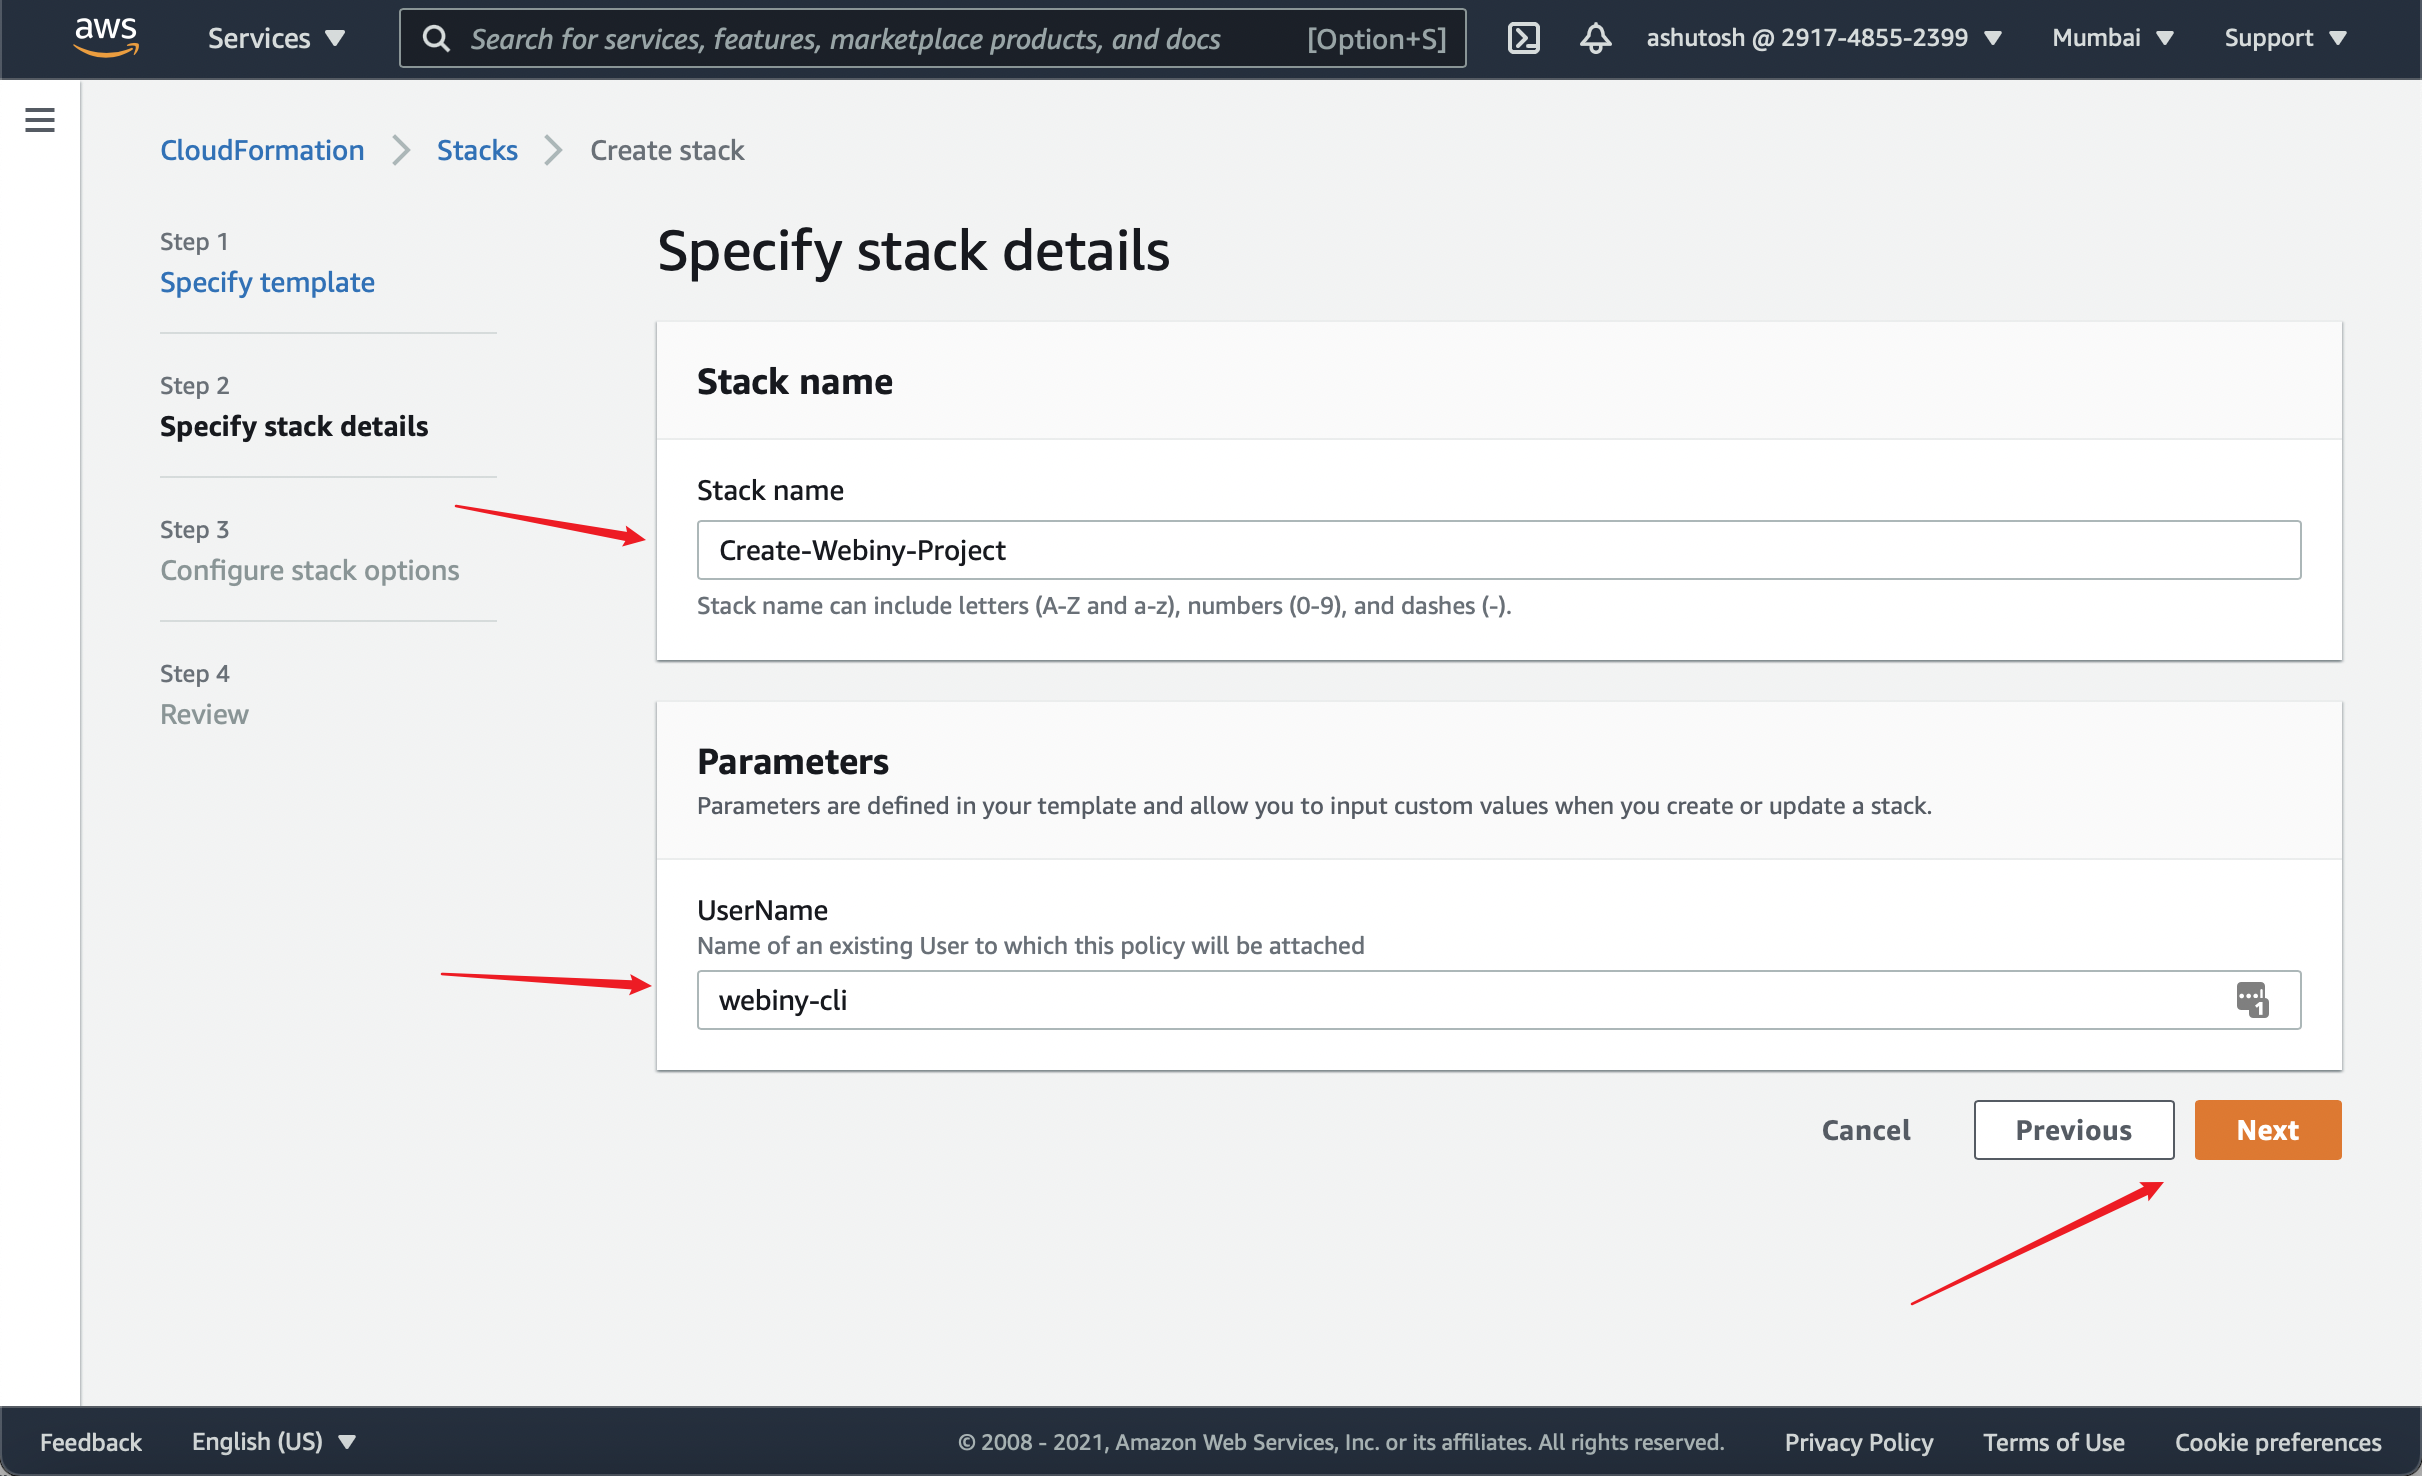 aws
Services
Search for services, features, marketplace products, and docs
[Option+S]
ashutosh @ 2917-4855-2399
Mumbai
Support
CloudFormation
Stacks
Create stack
Step 1
Specify template
Step 2
Specify stack details
Step 3
Configure stack options
Step 4
Review
Specify stack details
Stack name
Stack name
Create-Webiny-Project
Stack name can include letters (A-Z and a-z), numbers (0-9), and dashes (-).
Parameters
Parameters are defined in your template and allow you to input custom values when you create or update a stack.
UserName
Name of an existing User to which this policy will be attached
webiny-cli
1
Cancel
Previous
Next
Feedback
English (US)
© 2008 - 2021, Amazon Web Services, Inc. or its affiliates. All rights reserved.
Privacy Policy
Terms of Use
Cookie preferences